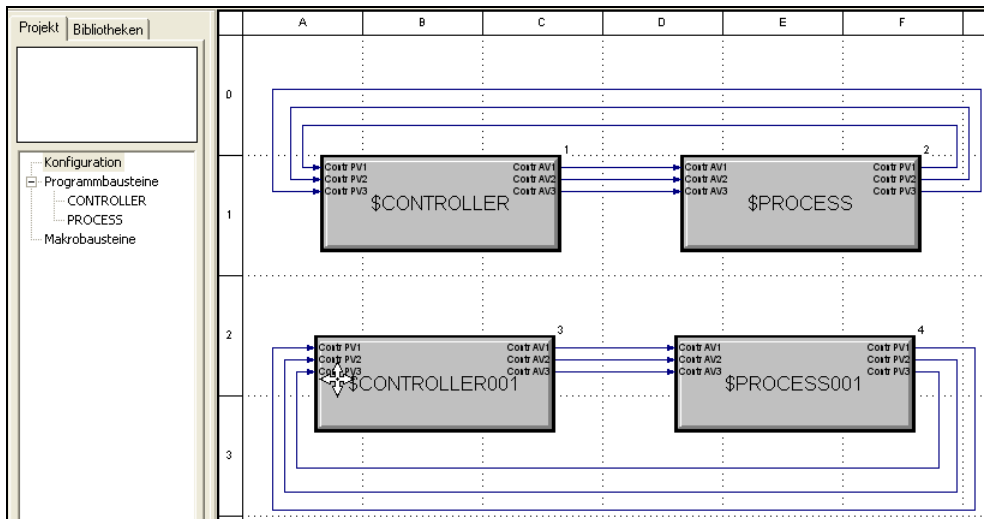 Projekt Bibliotheken
Konfiguration
Programmbausteine
CONTROLLER
PROCESS
Makrobausteine
A B C D E F
0
1
2
3
1
Contr PV1 Contr AV1
Contr PV2 Contr AV2
Contr PV3 Contr AV3
$CONTROLLER
2
Contr AV1 Contr PV1
Contr AV2 Contr PV2
Contr AV3 Contr PV3
$PROCESS
3
Contr PV1 Contr AV1
Contr PV2 Contr AV2
Contr PV3 Contr AV3
$CONTROLLER001
4
Contr AV1 Contr PV1
Contr AV2 Contr PV2
Contr AV3 Contr PV3
$PROCESS001